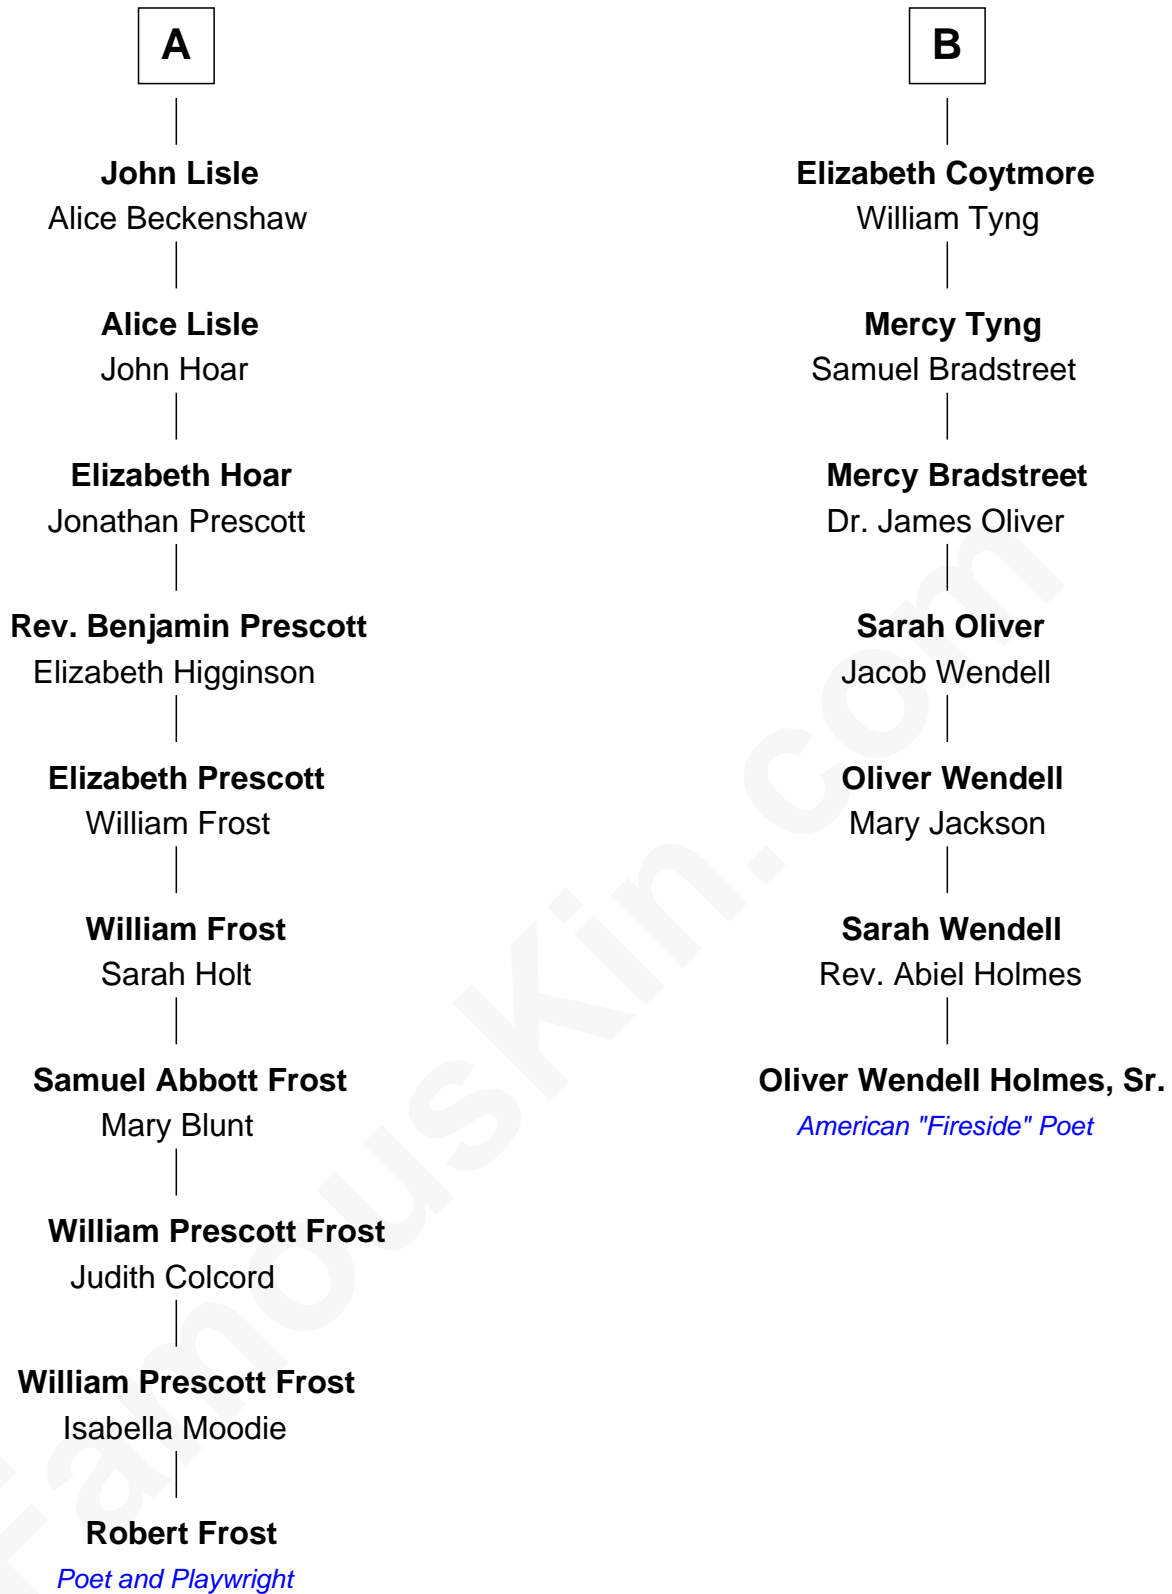 A
John Lisle
Alice Beckenshaw
Alice Lisle
John Hoar
Elizabeth Hoar
Jonathan Prescott
Rev. Benjamin Prescott
Elizabeth Higginson
Elizabeth Prescott
William Frost
William Frost
Sarah Holt
Samuel Abbott Frost
Mary Blunt
William Prescott Frost
Judith Colcord
William Prescott Frost
Isabella Moodie
Robert Frost
Poet and Playwright
B
Elizabeth Coytmore
William Tyng
Mercy Tyng
Samuel Bradstreet
Mercy Bradstreet
Dr. James Oliver
Sarah Oliver
Jacob Wendell
Oliver Wendell
Mary Jackson
Sarah Wendell
Rev. Abiel Holmes
Oliver Wendell Holmes, Sr.
American "Fireside" Poet
FamousKin.com